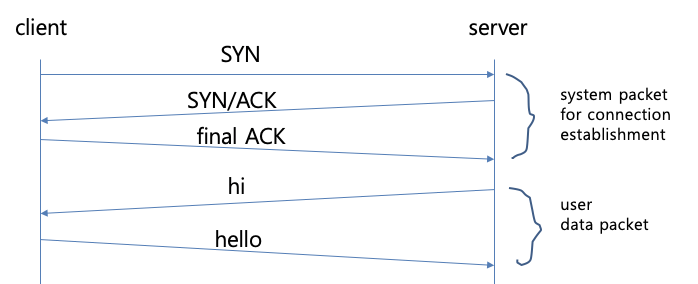 client
server
SYN
SYN/ACK
final ACK
system packet
for connection
establishment
hi
hello
user
data packet